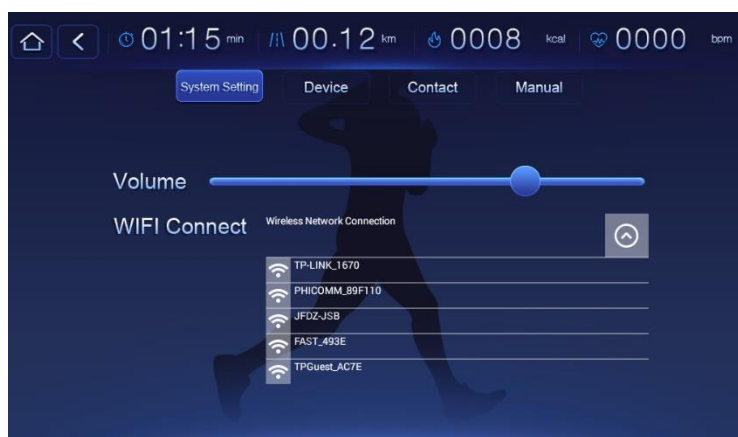 01:15 min 00.12 km 0008 kcal 0000 bpm
System Setting Device Contact Manual
Volume
WIFI Connect Wireless Network Connection
TP-LINK_1670
PHICOMM_89F110
JFDZ-JSB
FAST_493E
TPGuest_AC7E